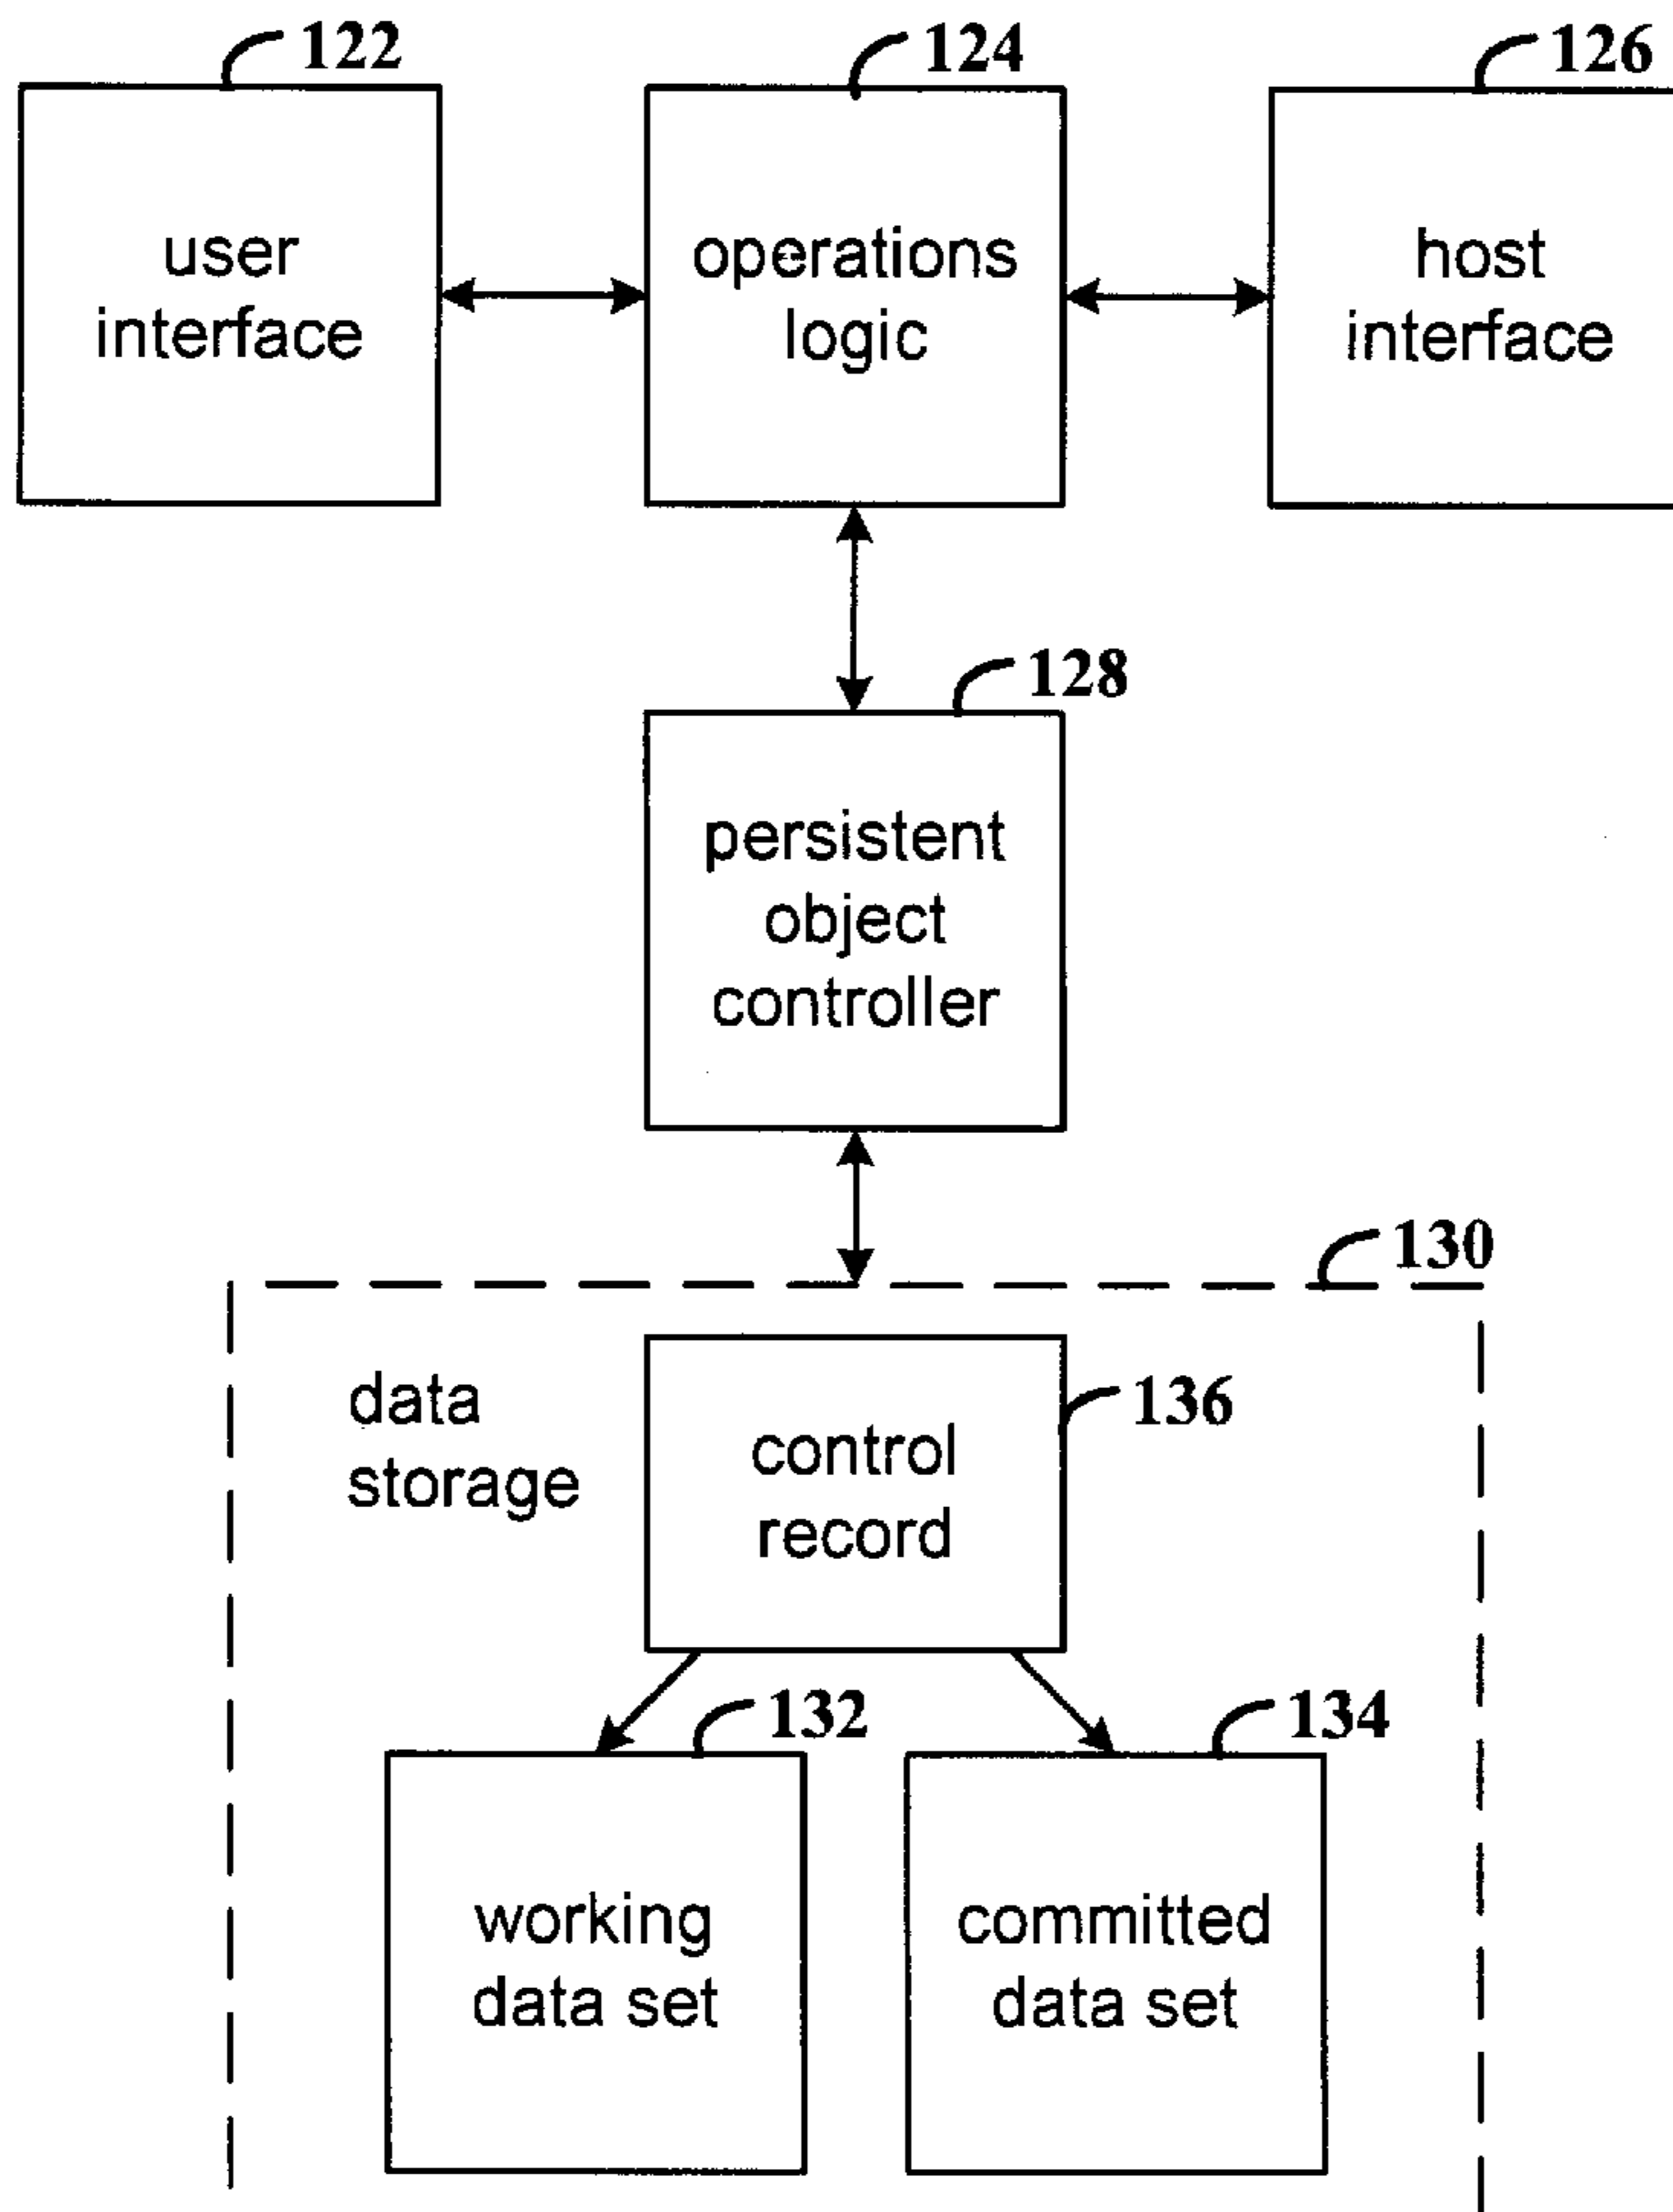 122
124
126
user
interface
operations
logic
host
interface
128
persistent
object
controller
130
data
storage
136
control
record
132
134
working
data set
committed
data set